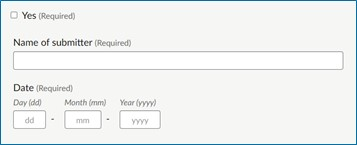 Yes (Required)
Name of submitter (Required)
Date (Required)
Day (dd) Month (mm) Year (yyyy)
dd - mm - yyyy